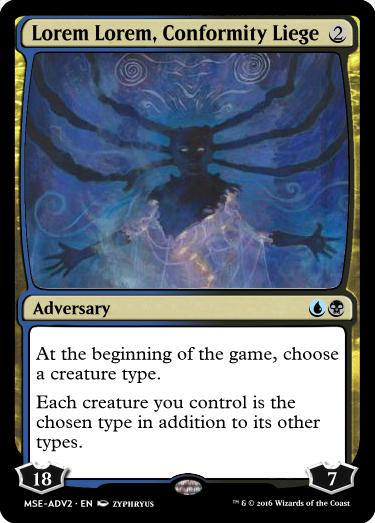 Lorem Lorem, Conformity Liege 2
Adversary
At the beginning of the game, choose
a creature type.
Each creature you control is the
chosen type in addition to its other
types.
18
7
MSE-ADV2 • EN ZYPHRYUS
™ & © 2016 Wizards of the Coast